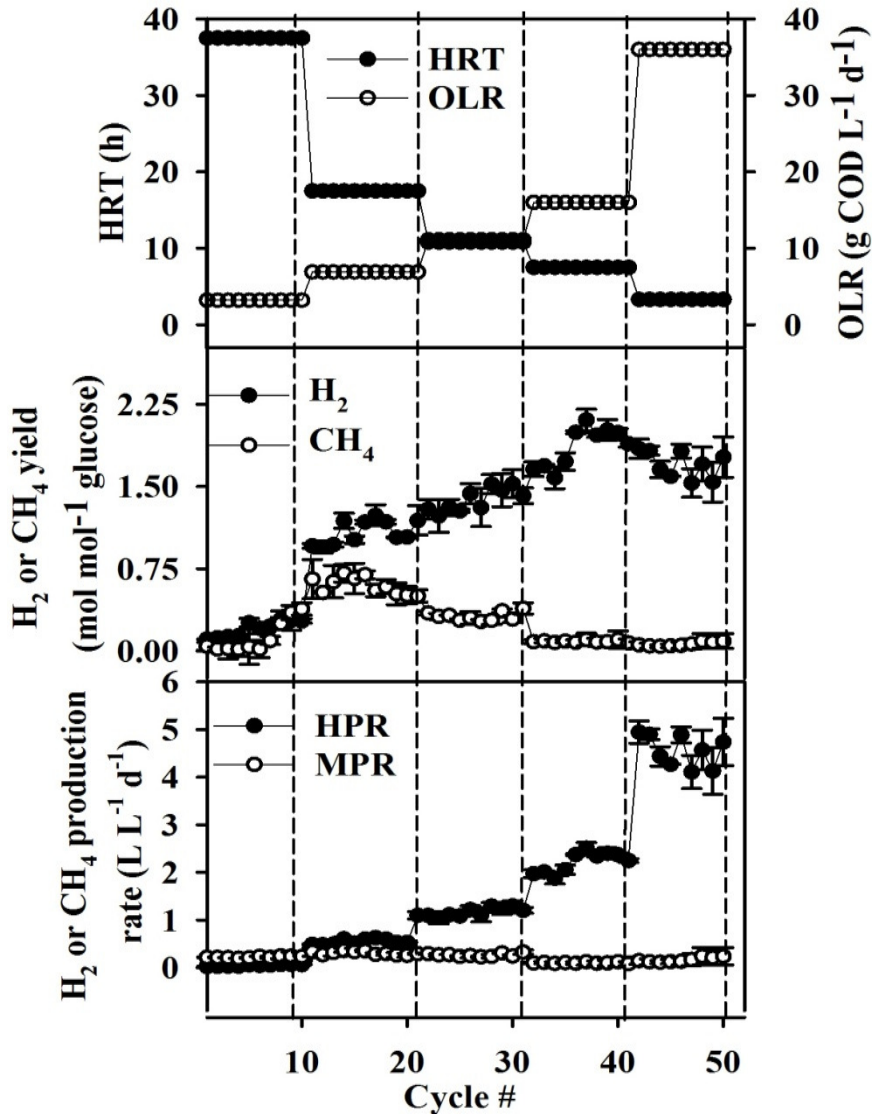 40
30
20
10
0
HRT (h)
HRT
OLR
40
30
20
10
0
OLR (g COD L-1 d-1)
2.25
1.50
0.75
0.00
H2 or CH4 yield
(mol mol-1 glucose)
H2
CH4
6
5
4
3
2
1
0
H2 or CH4 production
rate (L L-1 d-1)
HPR
MPR
10
20
30
40
50
Cycle #